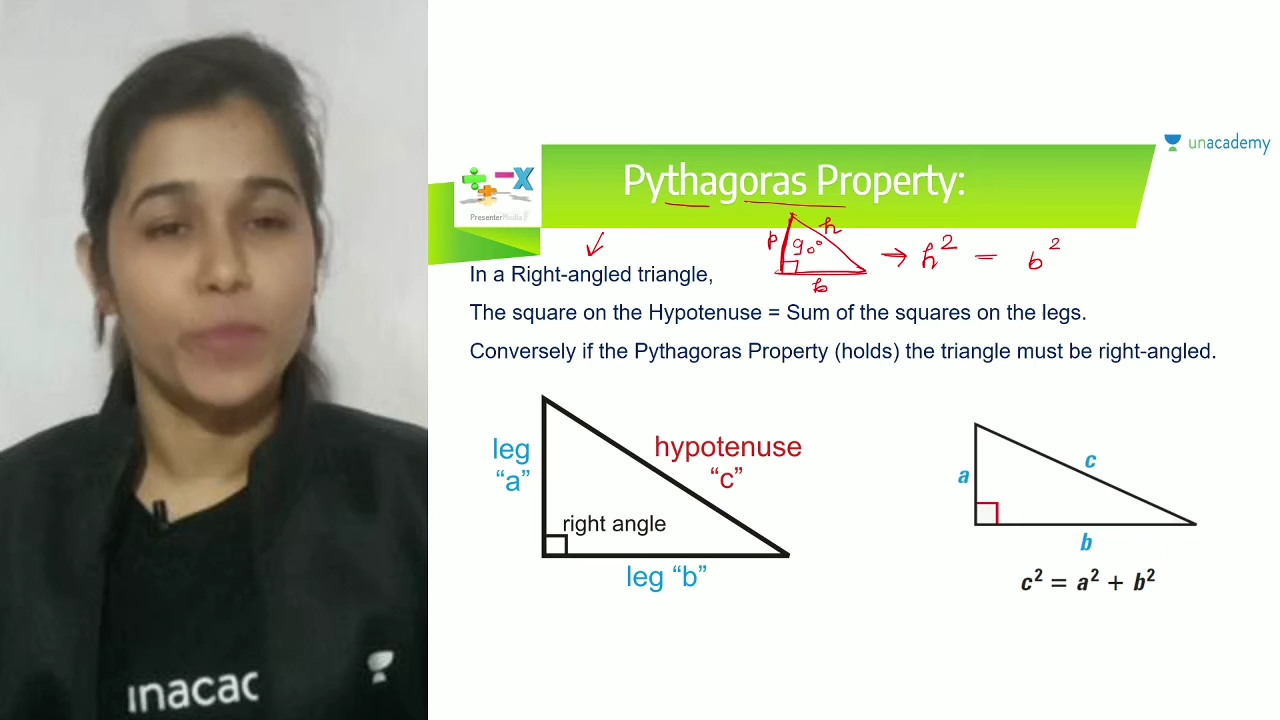 unacademy
Pythagoras Property:
PresenterMedia
p h 90° b → h² = b²
In a Right-angled triangle,
The square on the Hypotenuse = Sum of the squares on the legs.
Conversely if the Pythagoras Property (holds) the triangle must be right-angled.
leg
“a”
hypotenuse
“c”
right angle
leg “b”
a
c
b
c² = a² + b²
unacac